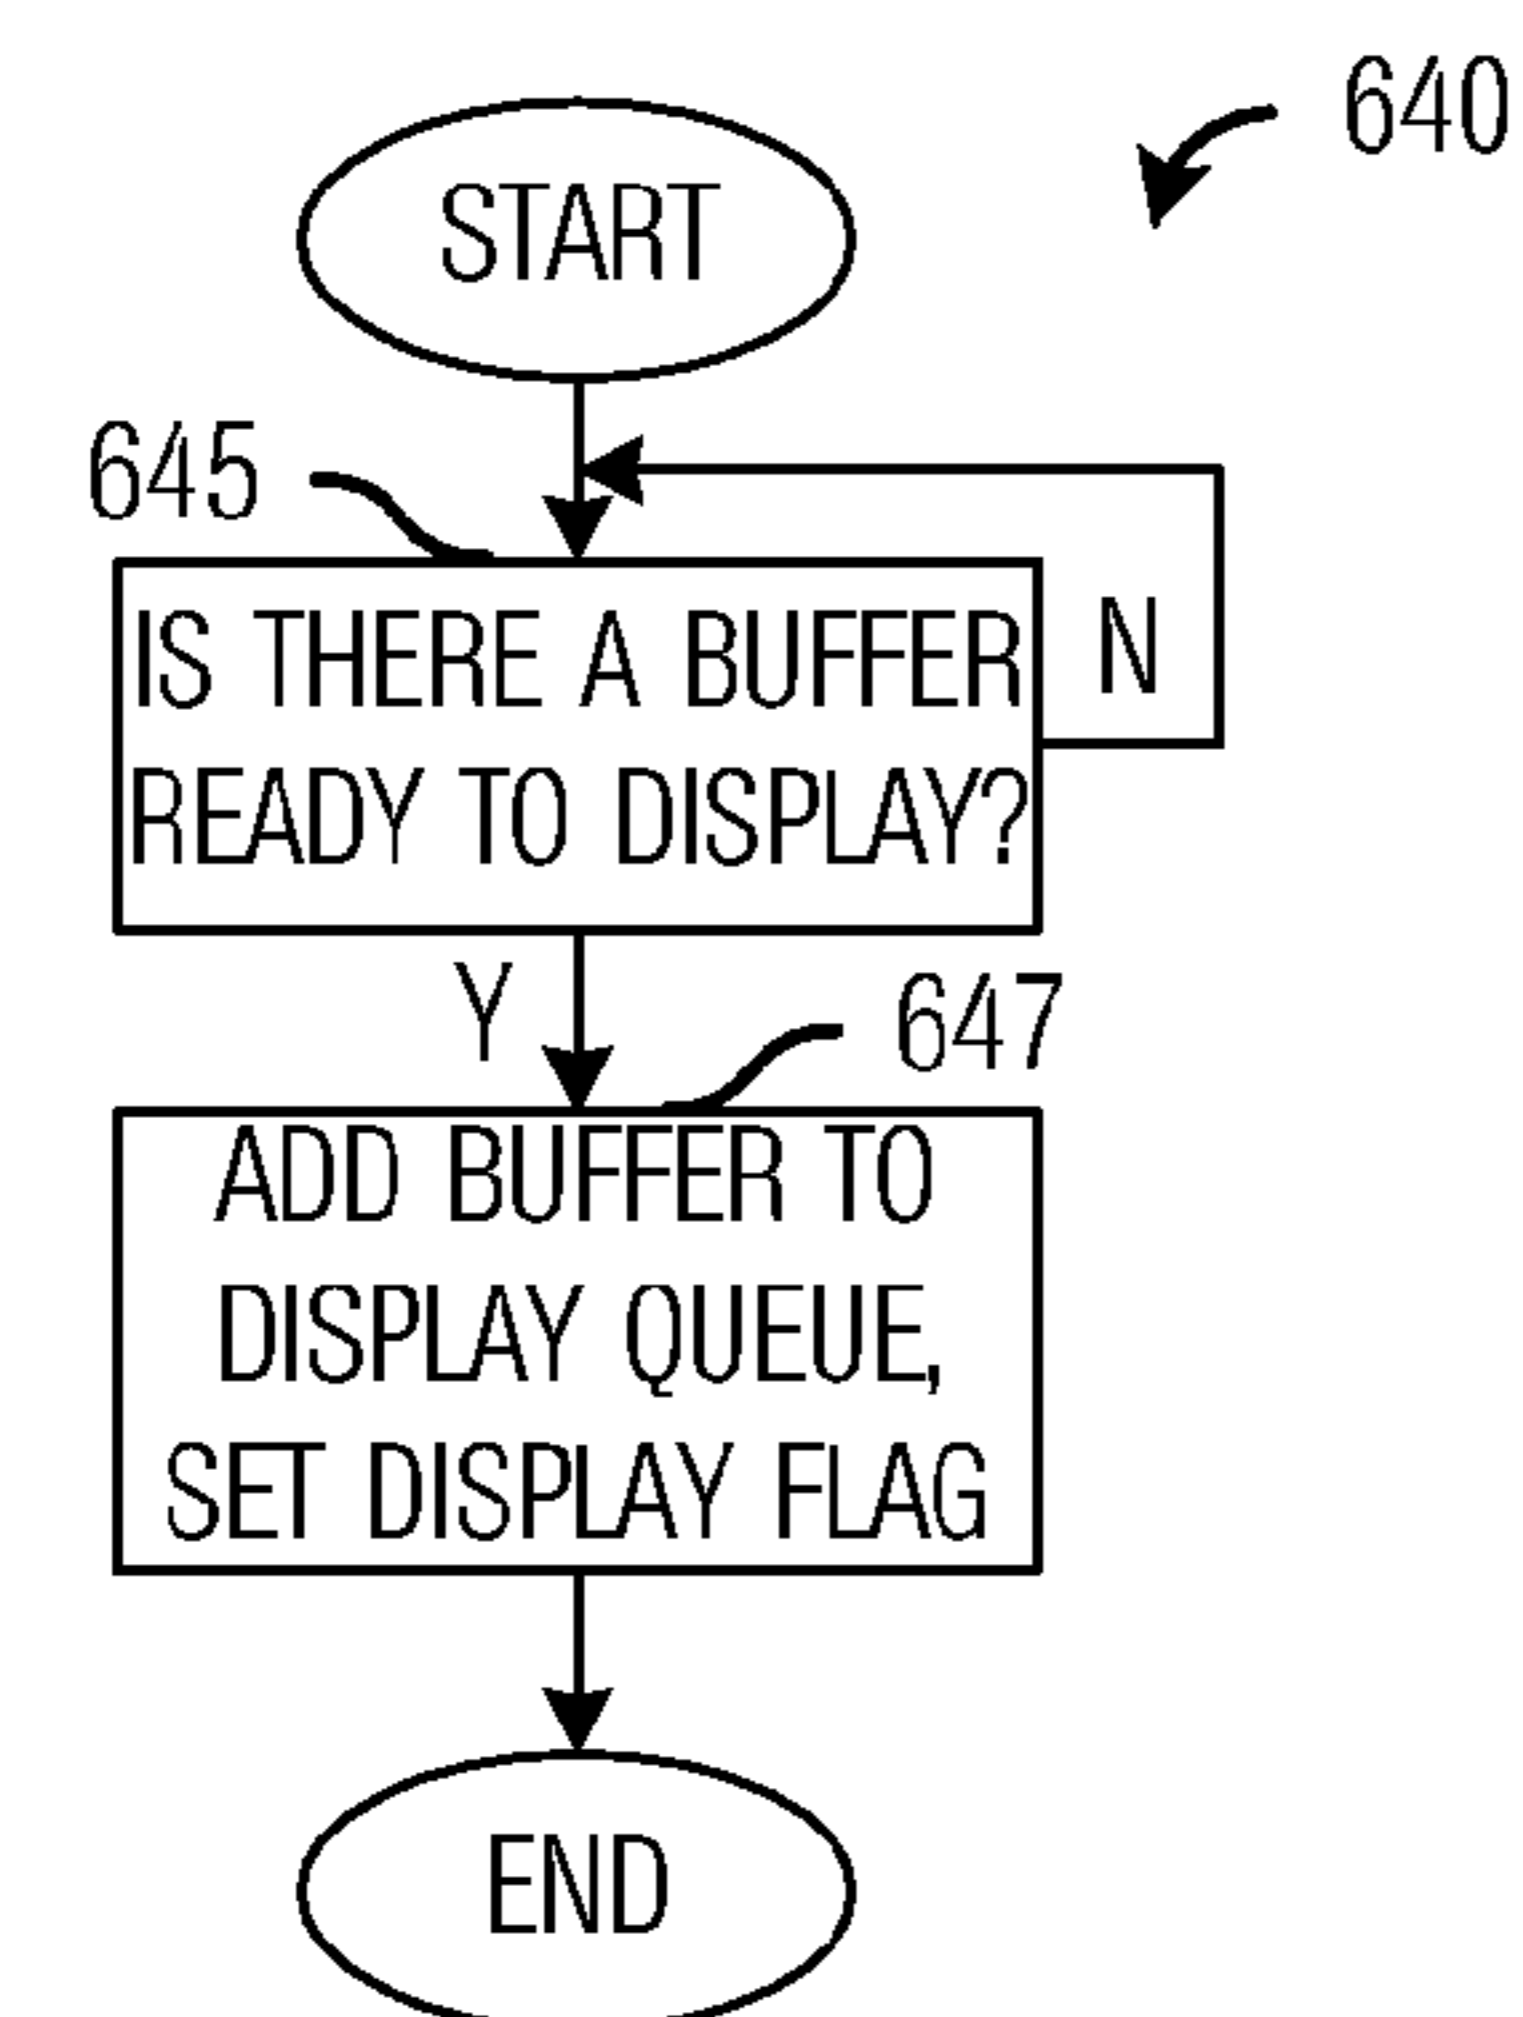 640
START
645
IS THERE A BUFFER
READY TO DISPLAY?
N
Y
647
ADD BUFFER TO
DISPLAY QUEUE,
SET DISPLAY FLAG
END